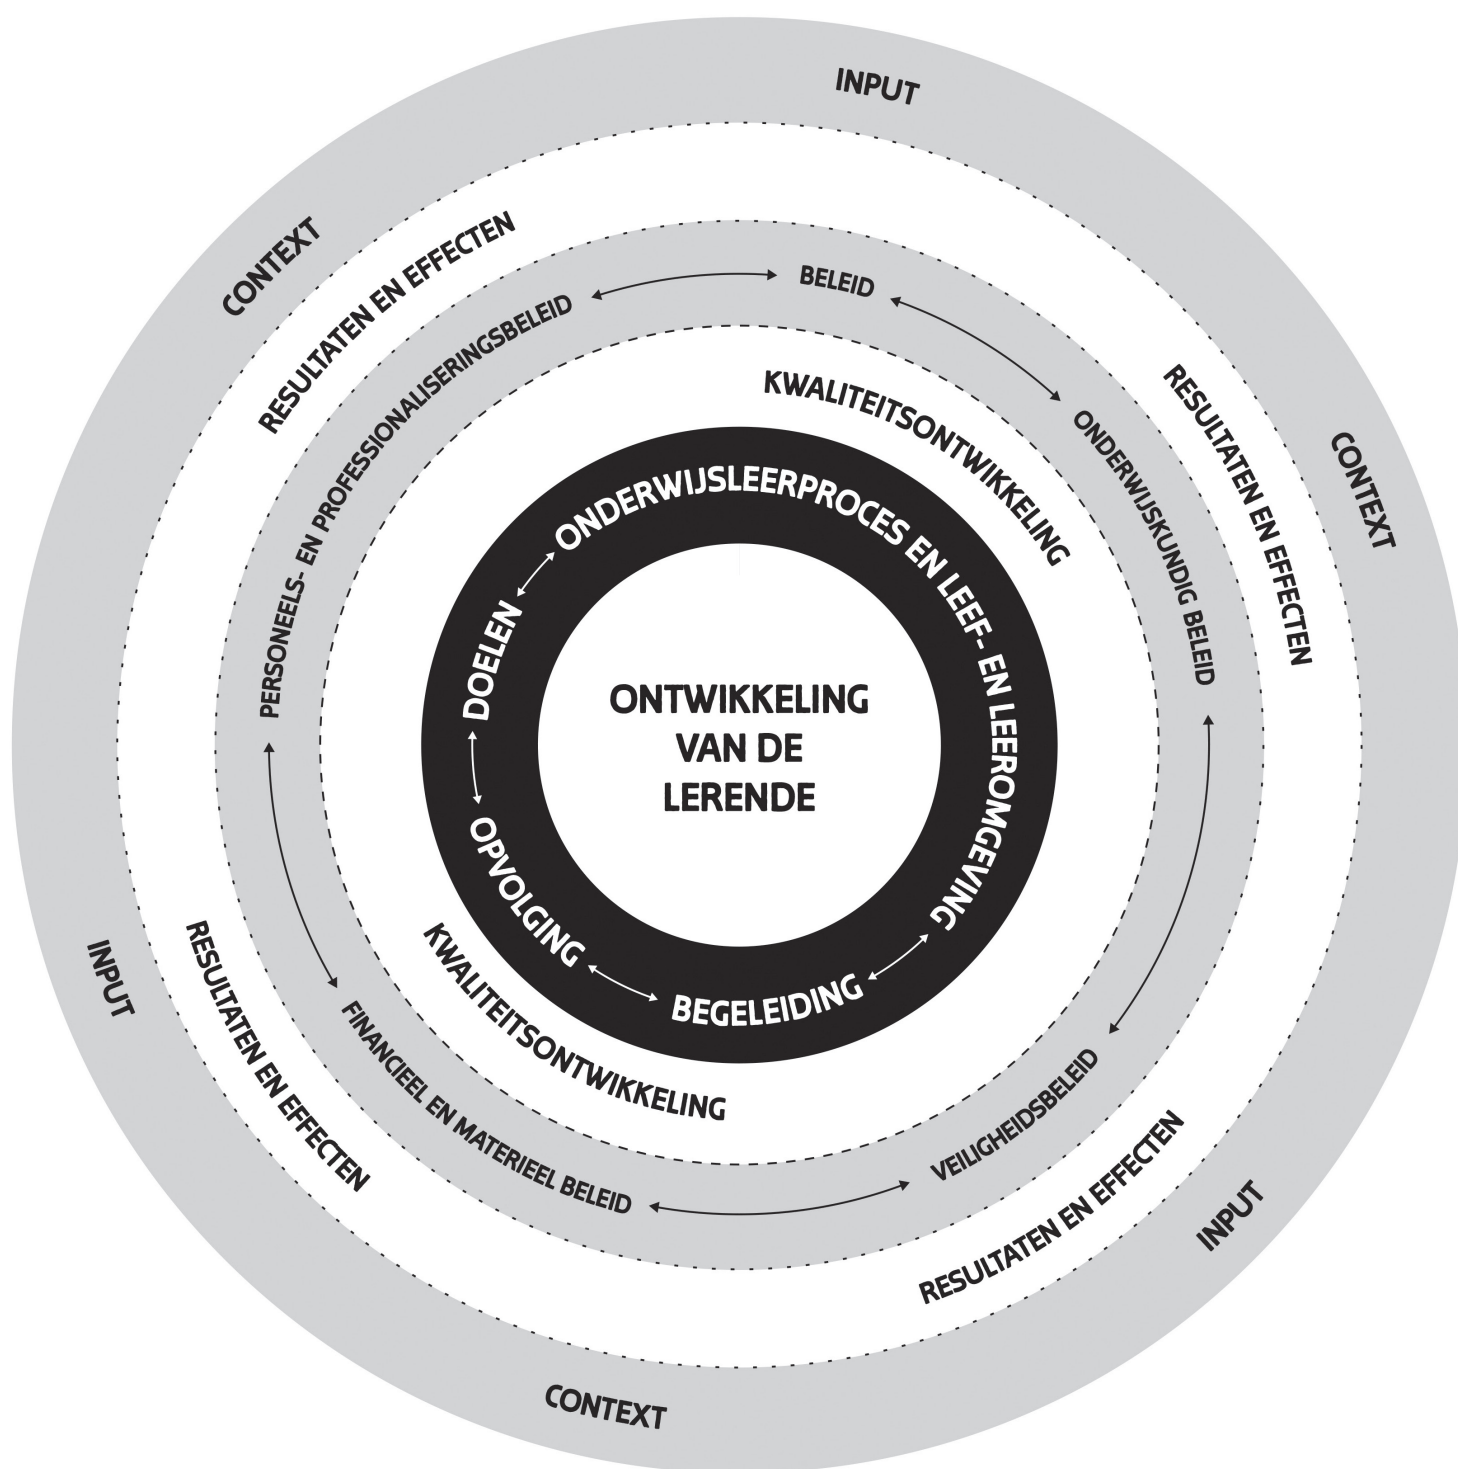 INPUT
CONTEXT
RESULTATEN EN EFFECTEN
BELEID
PERSONEELS- EN PROFESSIONALISERINGSBELEID
RESULTATEN EN EFFECTEN
KWALITEITSONTWIKKELING
ONDERWIJSKUNDIG BELEID
CONTEXT
ONDERWIJSLEERPROCES EN LEEF- EN LEEROMGEVING
DOELEN
ONTWIKKELING
VAN DE
LERENDE
OPVOLGING
BEGELEIDING
KWALITEITSONTWIKKELING
INPUT
RESULTATEN EN EFFECTEN
FINANCIEEL EN MATERIEEL BELEID
VEILIGHEIDSBELEID
RESULTATEN EN EFFECTEN
INPUT
CONTEXT